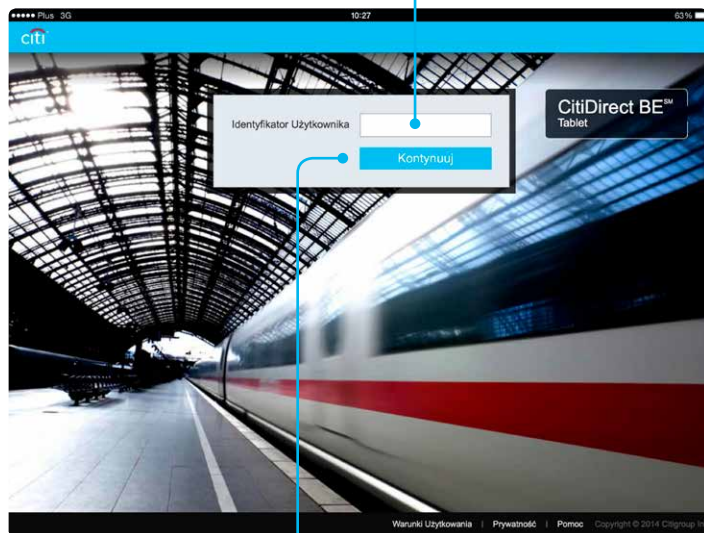 Plus 3G 10:27 63%
citi
Identyfikator Użytkownika
Kontynuuj
CitiDirect BE℠
Tablet
Warunki Użytkowania | Prywatność | Pomoc Copyright © 2014 Citigroup In